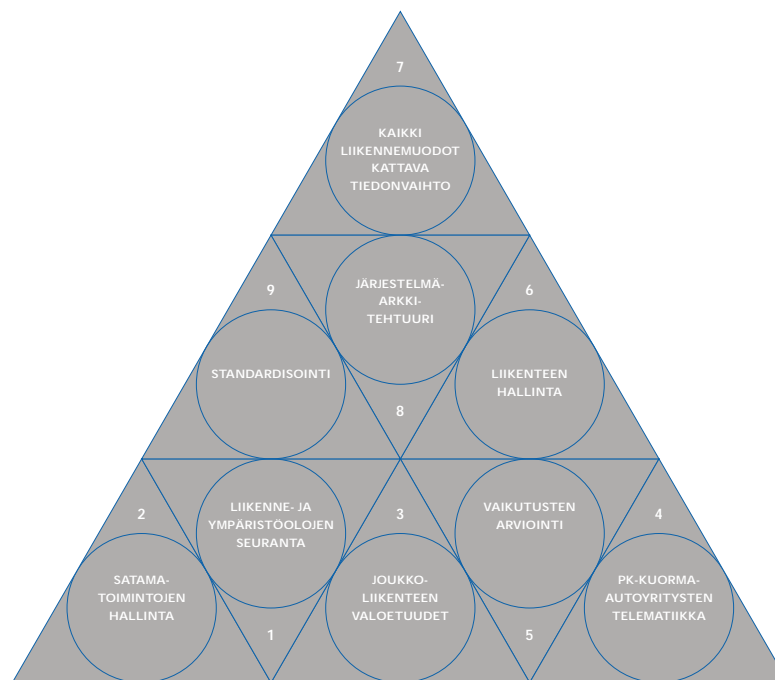 7
KAIKKI
LIIKENNEMUODOT
KATTAVA
TIEDONVAIHTO
9
JÄRJESTELMÄ-
ARKKI-
TEHTUURI
6
STANDARDISOINTI
8
LIIKENTEEN
HALLINTA
2
LIIKENNE- JA
YMPÄRISTÖOLOJEN
SEURANTA
3
VAIKUTUSTEN
ARVIOINTI
4
SATAMA-
TOIMINTOJEN
HALLINTA
1
JOUKKO-
LIIKENTEEN
VALOETUUDET
5
PK-KUORMA-
AUTOYRITYSTEN
TELEMATIIKKA